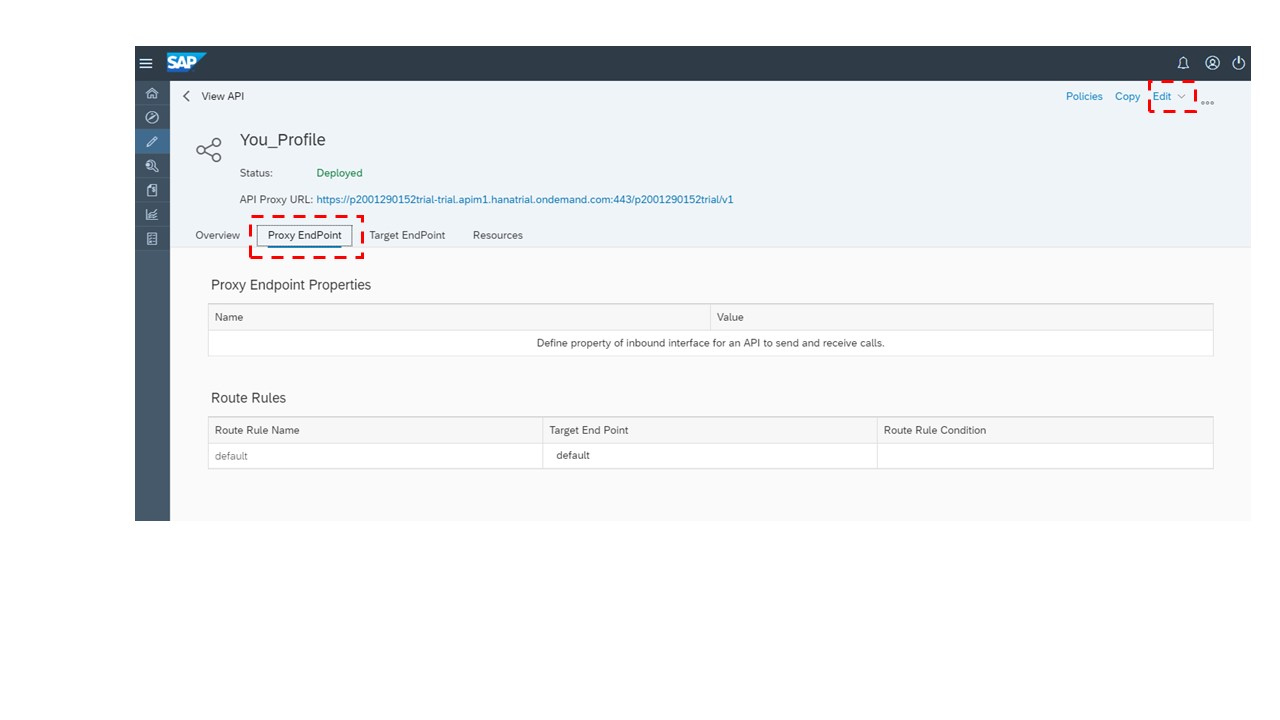 SAP
View API
Policies Copy Edit
You_Profile
Status: Deployed
API Proxy URL: https://p2001290152trial-trial.apim1.hanatrial.ondemand.com:443/p2001290152trial/v1
Overview Proxy EndPoint Target EndPoint Resources
Proxy Endpoint Properties
Name Value
Define property of inbound interface for an API to send and receive calls.
Route Rules
Route Rule Name Target End Point Route Rule Condition
default default